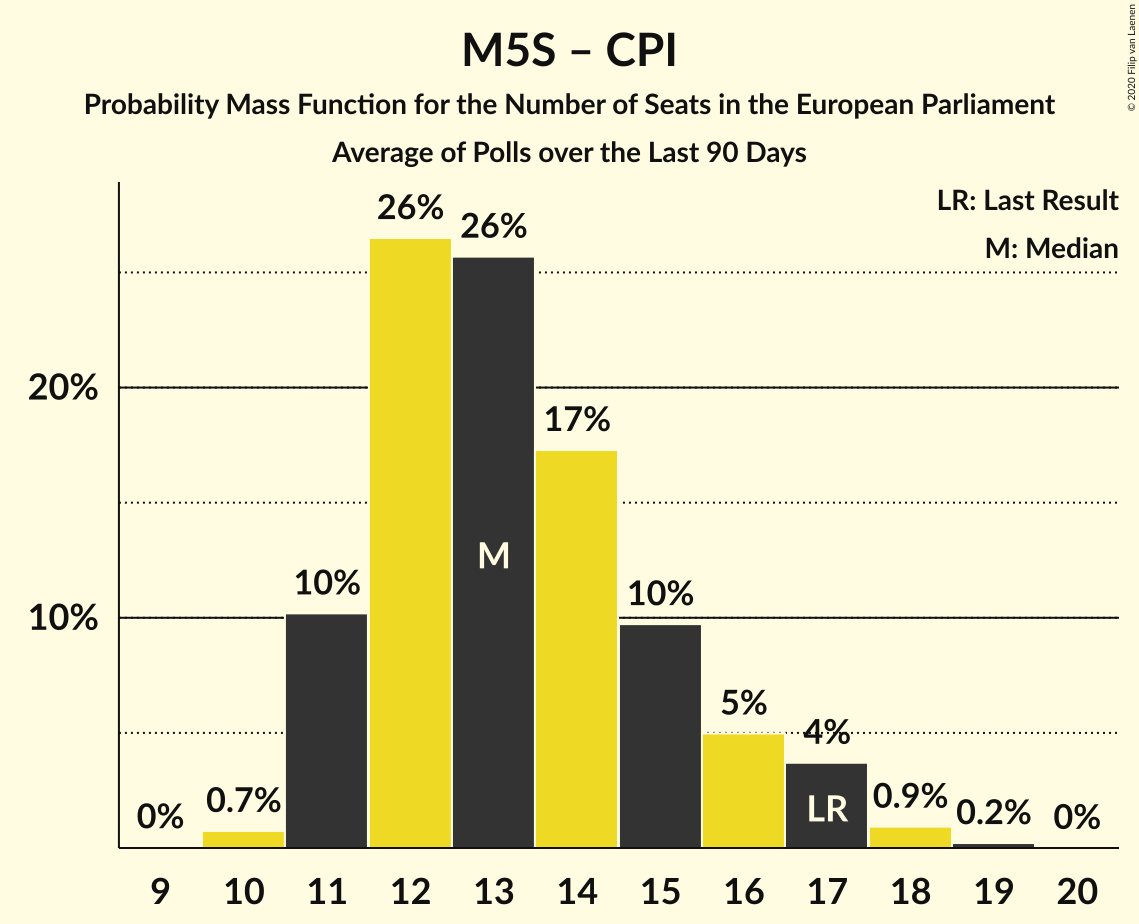 M5S – CPI
Probability Mass Function for the Number of Seats in the European Parliament
Average of Polls over the Last 90 Days
© 2020 Filip van Laenen
LR: Last Result
M: Median
20%
10%
0%
0.7%
10%
26%
26%
17%
10%
5%
4%
0.9%
0.2%
0%
M
LR
9 10 11 12 13 14 15 16 17 18 19 20